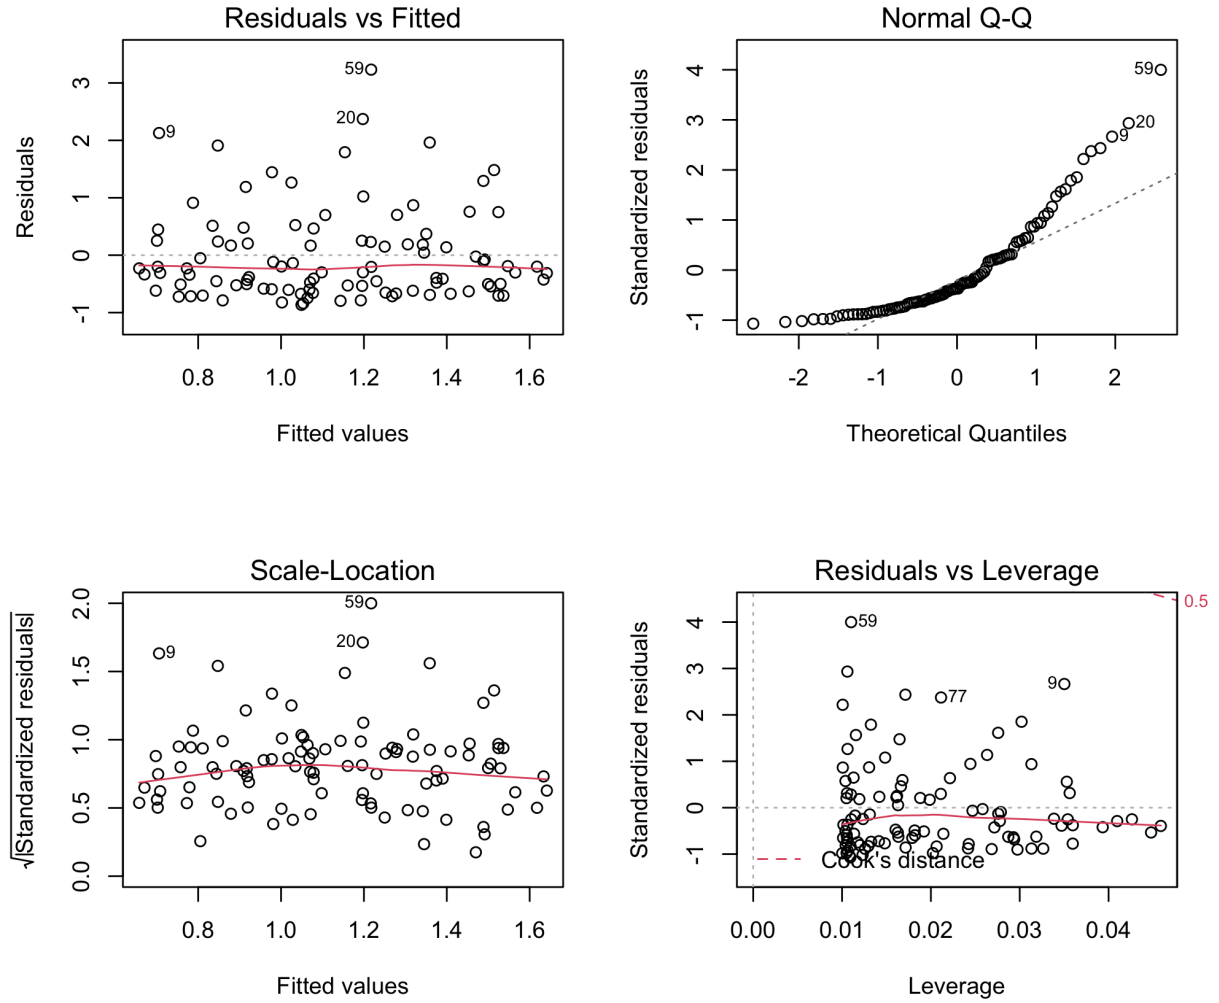 Residuals vs Fitted
Residuals
3
2
1
0
-1
59
20
9
0.8 1.0 1.2 1.4 1.6
Fitted values
Normal Q-Q
Standardized residuals
4
3
2
1
0
-1
59
20
9
-2 -1 0 1 2
Theoretical Quantiles
Scale-Location
√|Standardized residuals|
2.0
1.5
1.0
0.5
0.0
59
20
9
0.8 1.0 1.2 1.4 1.6
Fitted values
Residuals vs Leverage
Standardized residuals
4
3
2
1
0
-1
0.5
59
9
77
Cook's distance
0.00 0.01 0.02 0.03 0.04
Leverage